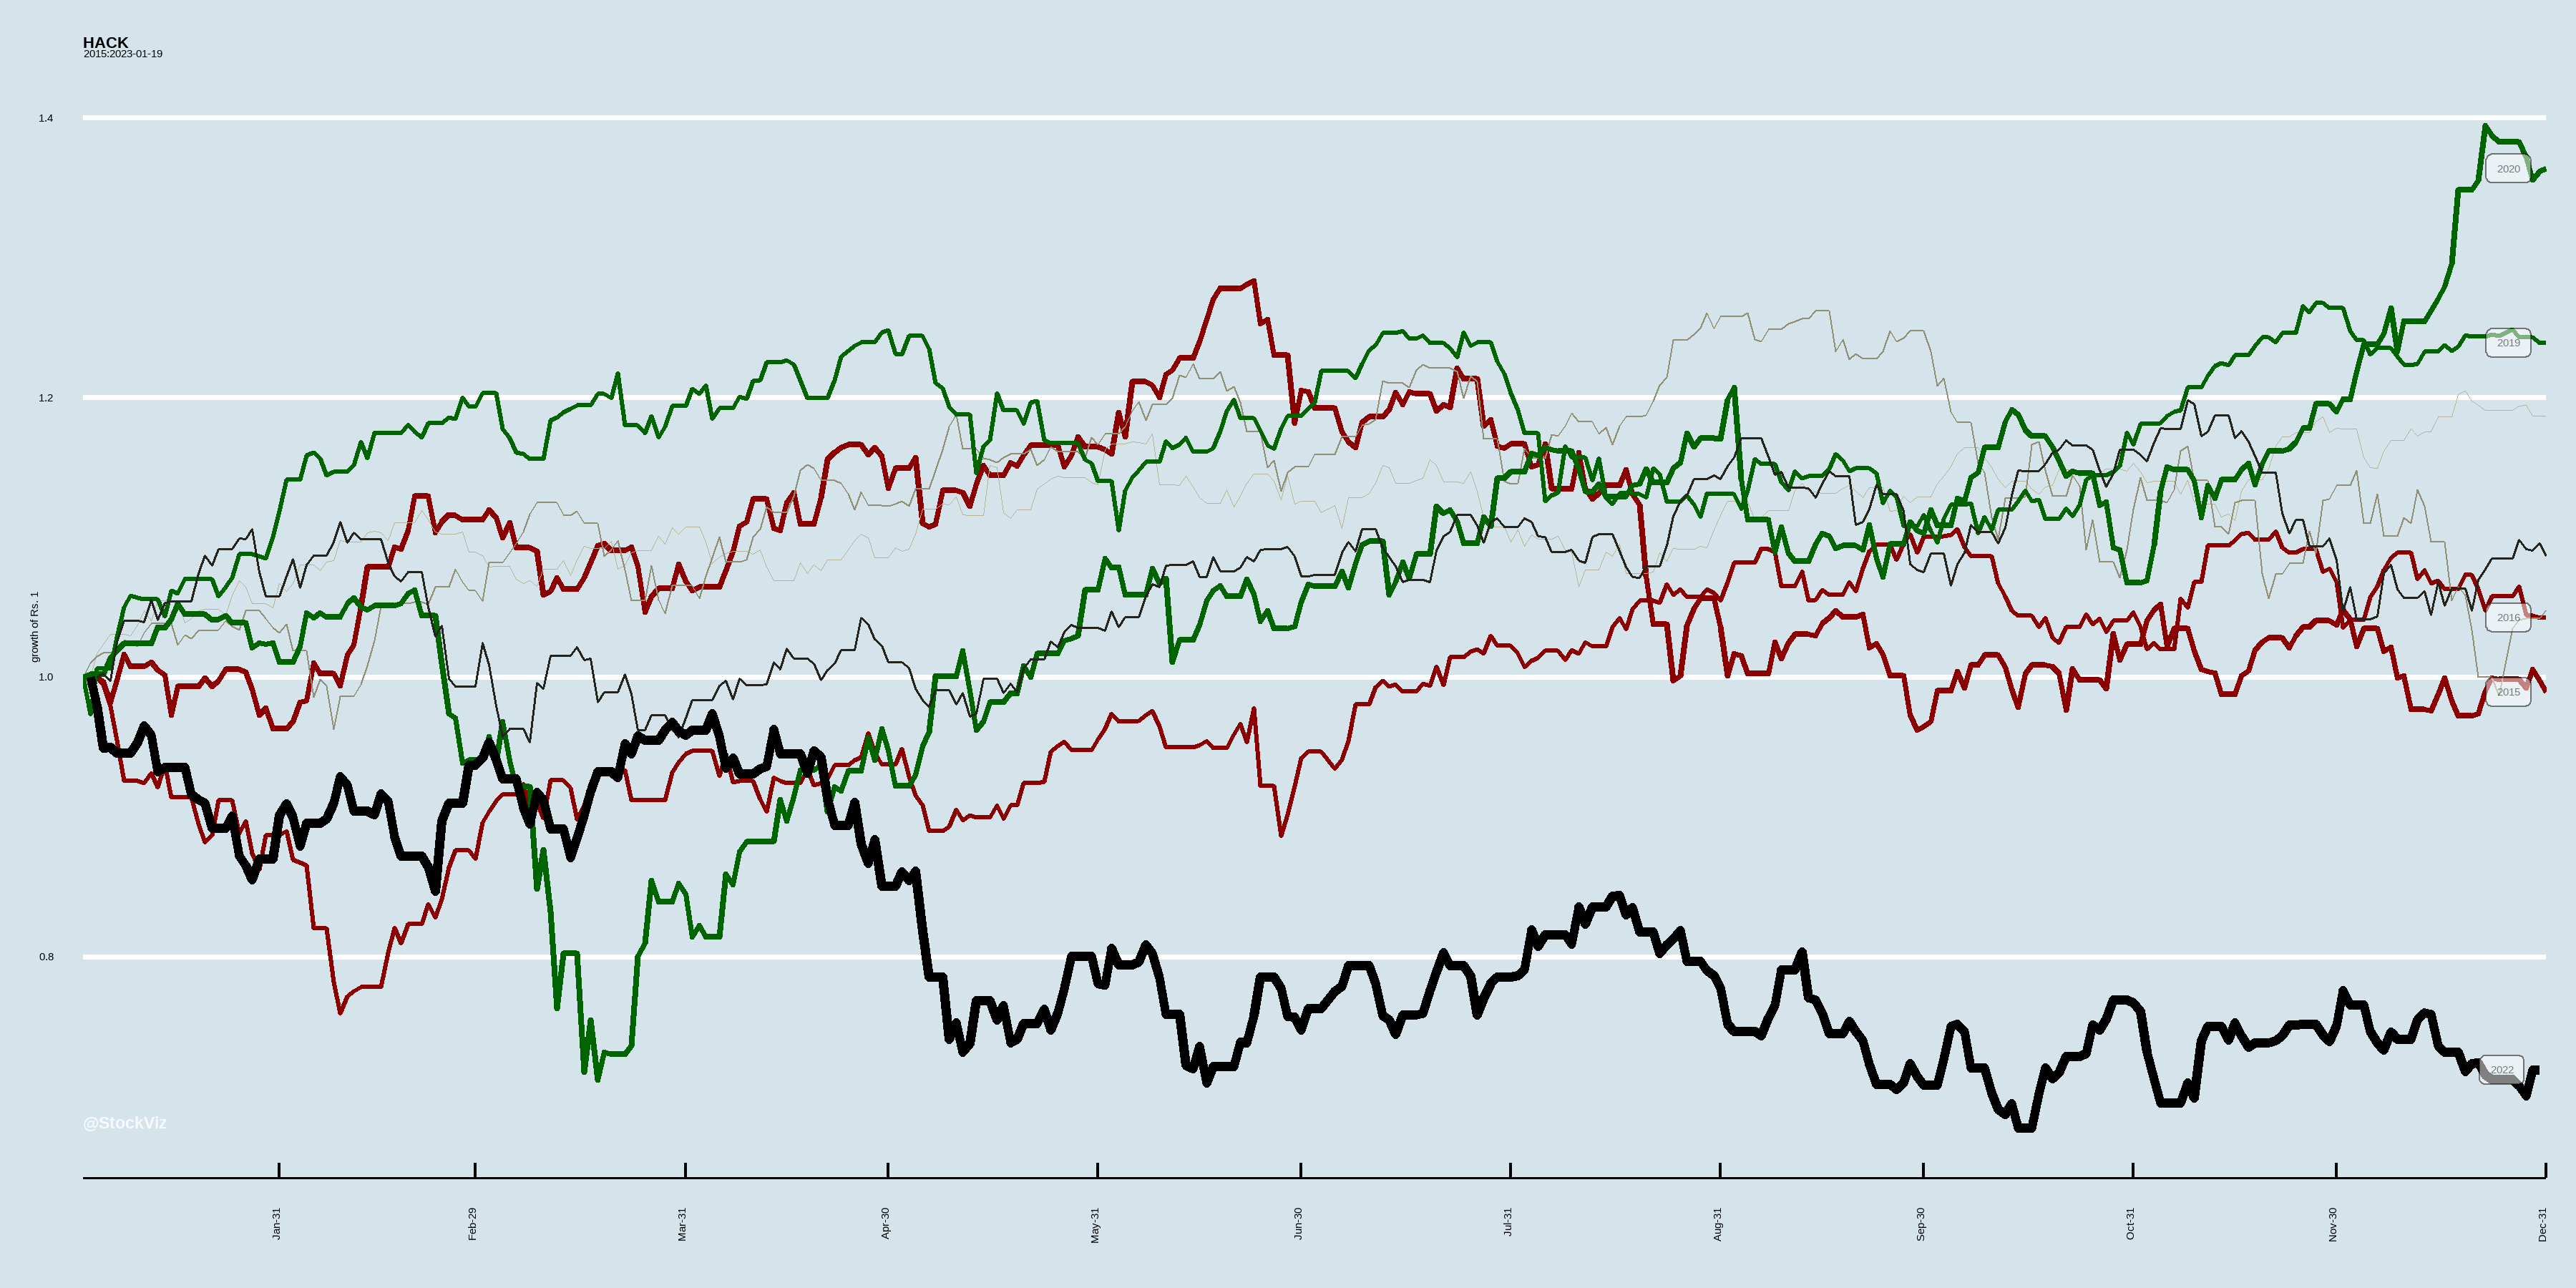 HACK
2015:2023-01-19
1.4
1.2
1.0
0.8
growth of Rs. 1
2020
2019
2016
2015
2022
@StockViz
Jan-31
Feb-29
Mar-31
Apr-30
May-31
Jun-30
Jul-31
Aug-31
Sep-30
Oct-31
Nov-30
Dec-31